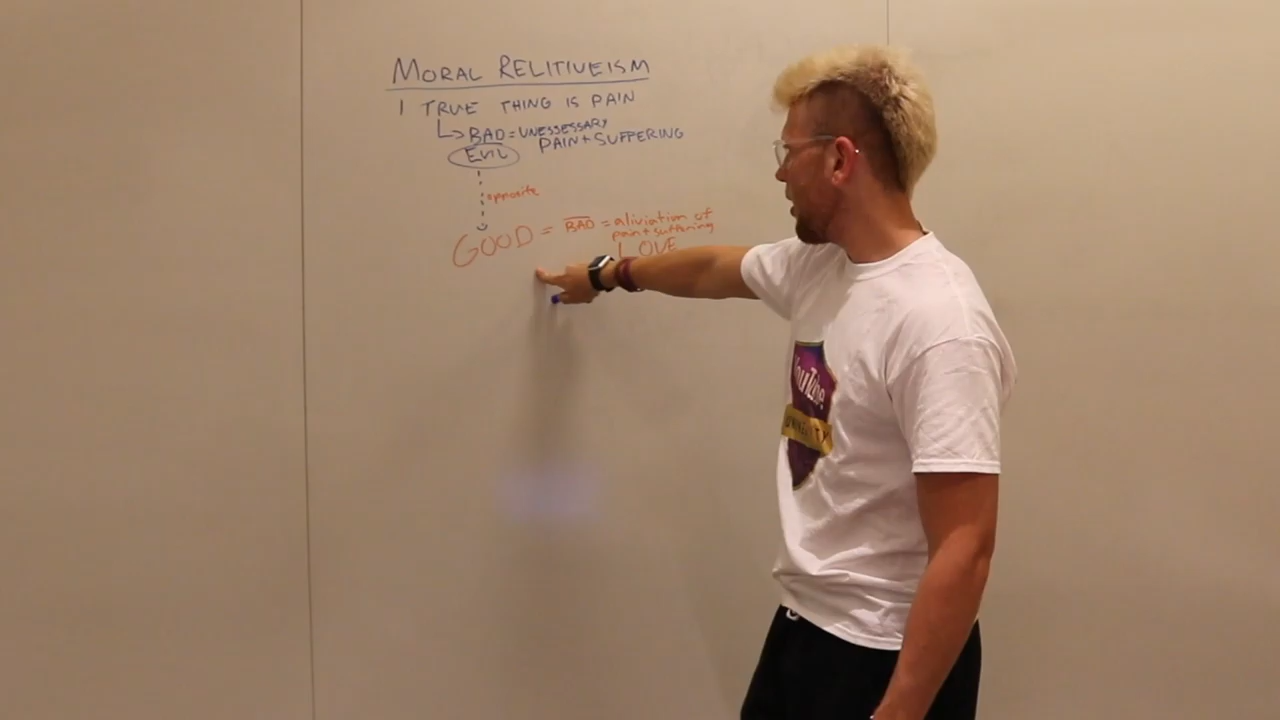 MORAL RELITIVEISM
1 TRUE THING IS PAIN
↳ BAD = UNESSESSARY
PAIN + SUFFERING
EVIL
opposite
GOOD = BAD = aliviation of
pain + suffering
LOVE
YouTube